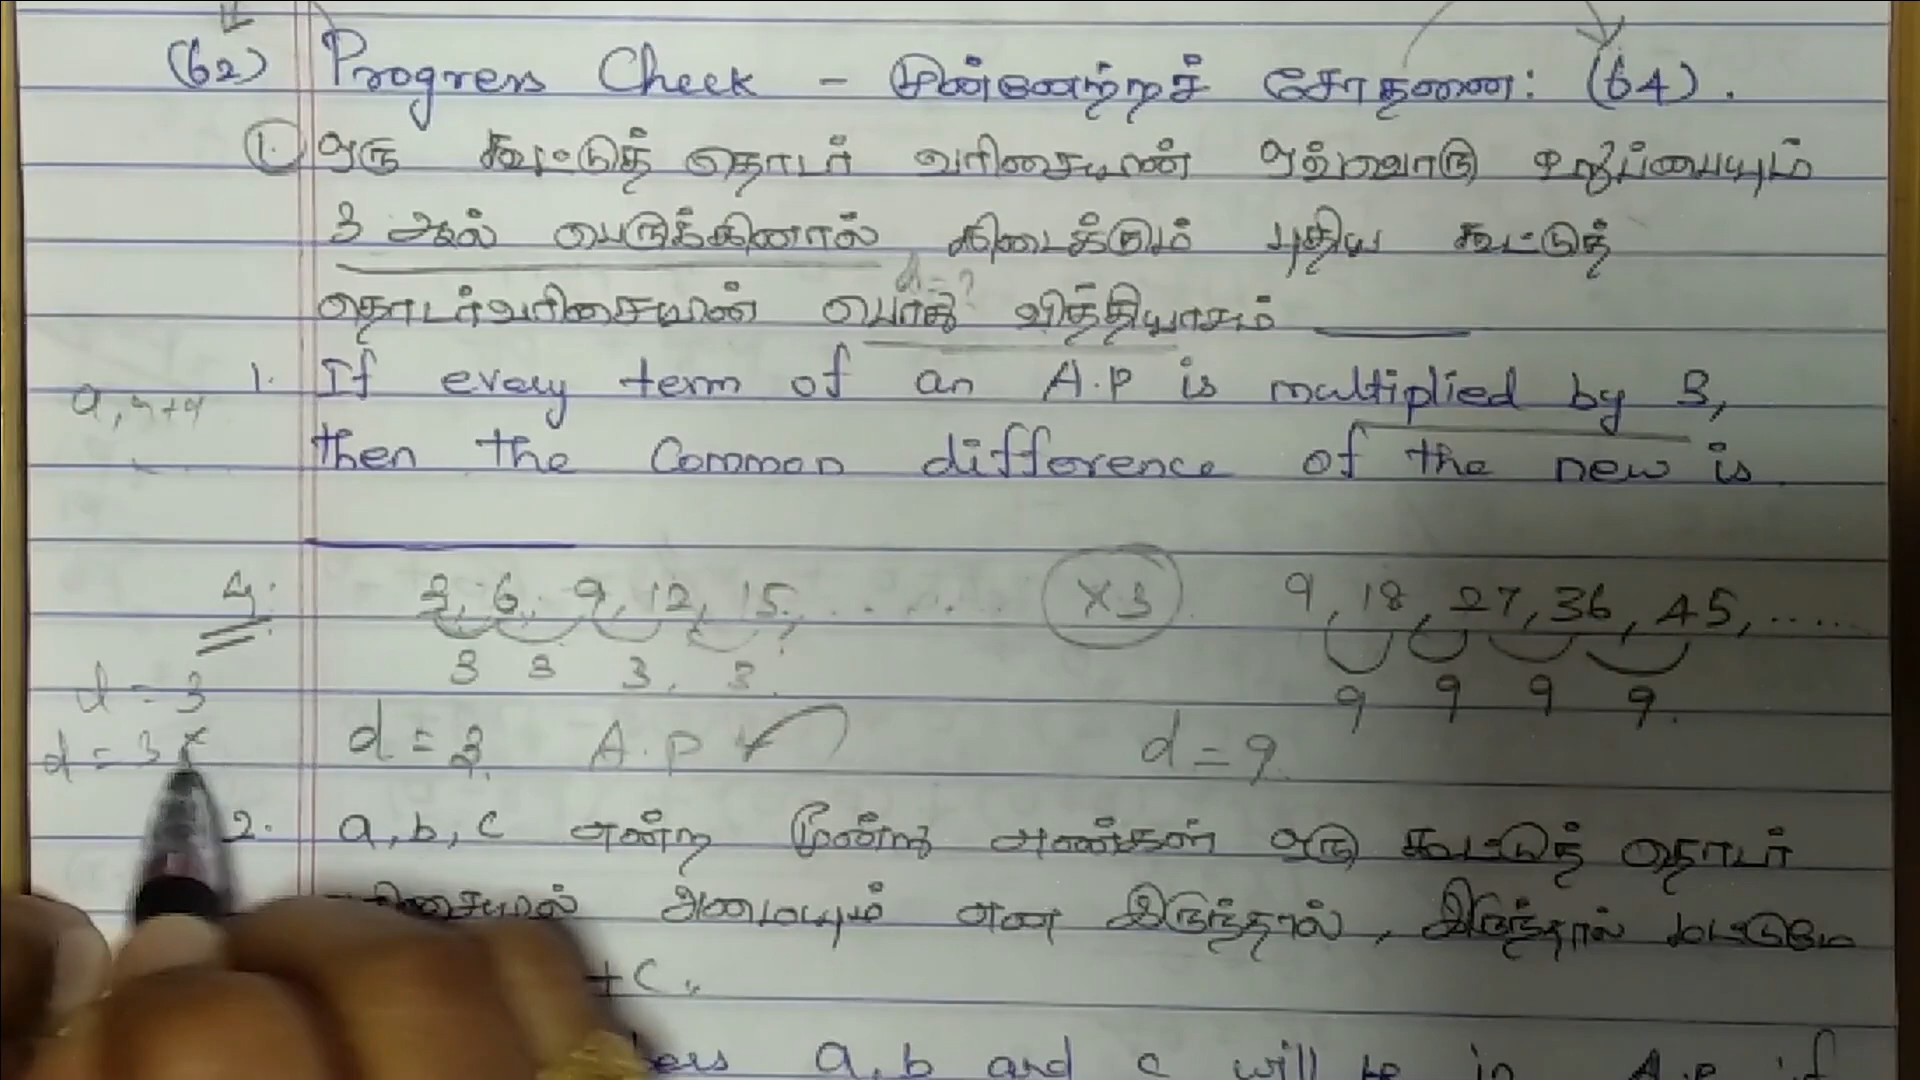 (62) Progress Check - முன்னேற்றச் சோதனை: (64).
1. ஒரு கூட்டுத் தொடர் வரிசையின் ஒவ்வொரு உறுப்பையும்
3 ஆல் பெருக்கினால் கிடைக்கும் புதிய கூட்டுத்
d=?
தொடர்வரிசையின் பொது வித்தியாசம் ______
1. If every term of an A.P is multiplied by 3,
then the Common difference of the new is
3, 6, 9, 12, 15, ........ ×3 9, 18, 27, 36, 45, .....
3 3 3. 3. 9 9 9 9.
d = 3
d = 3 A.P ✓ d = 9.
d = 3×
2. a, b, c என்ற மூன்று எண்கள் ஒரு கூட்டுத் தொடர்
அமையும் என இருந்தால், இருந்தால் மட்டுமே
+c,
a, b and c will be in A.P if